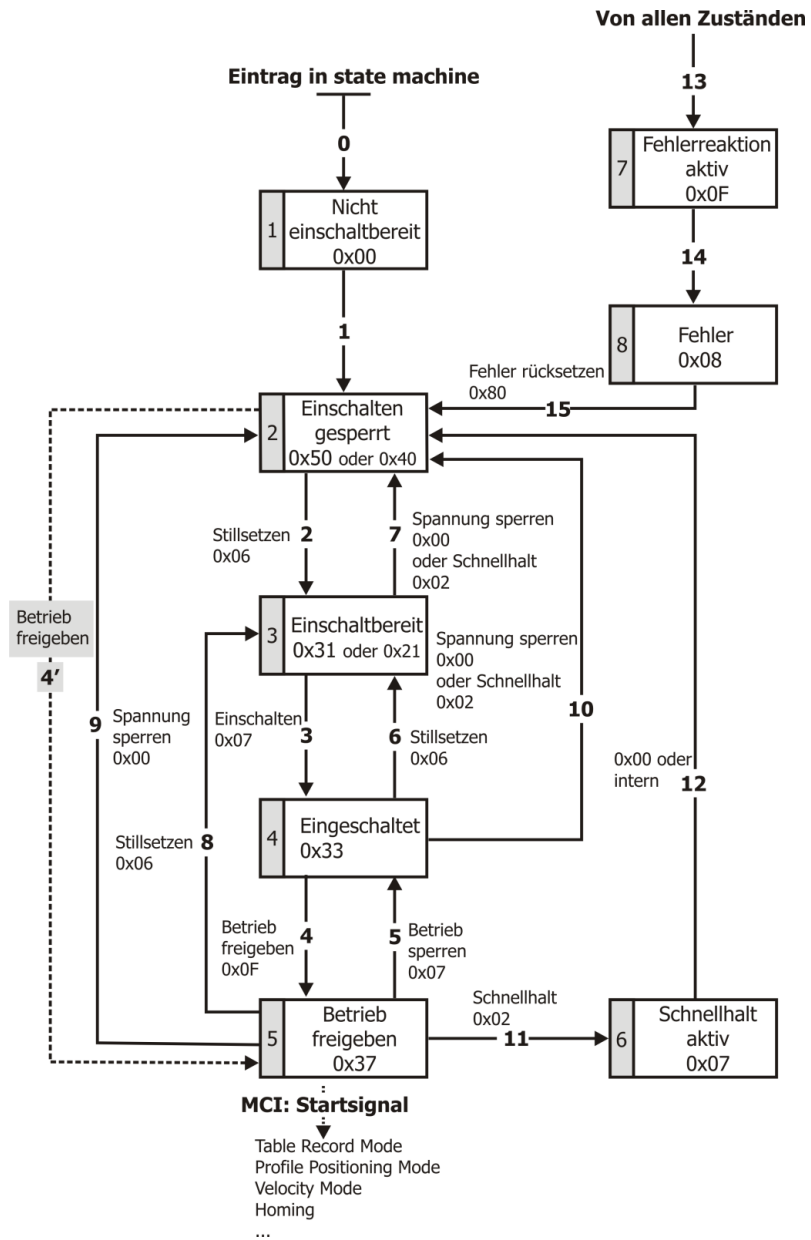 Von allen Zuständen
Eintrag in state machine
13
0
7
Fehlerreaktion
aktiv
0x0F
1
Nicht
einschaltbereit
0x00
14
1
8
Fehler
0x08
Fehler rücksetzen
0x80
15
2
Einschalten
gesperrt
0x50 oder 0x40
Stillsetzen
0x06
2
7
Spannung sperren
0x00
oder Schnellhalt
0x02
Betrieb
freigeben
4’
3
Einschaltbereit
0x31 oder 0x21
Spannung sperren
0x00
oder Schnellhalt
0x02
10
9
Spannung
sperren
0x00
Einschalten
0x07
3
6
Stillsetzen
0x06
0x00 oder
intern
12
Stillsetzen
0x06
8
4
Eingeschaltet
0x33
Betrieb
freigeben
0x0F
4
5
Betrieb
sperren
0x07
Schnellhalt
0x02
11
5
Betrieb
freigeben
0x37
6
Schnellhalt
aktiv
0x07
MCI: Startsignal
Table Record Mode
Profile Positioning Mode
Velocity Mode
Homing
...